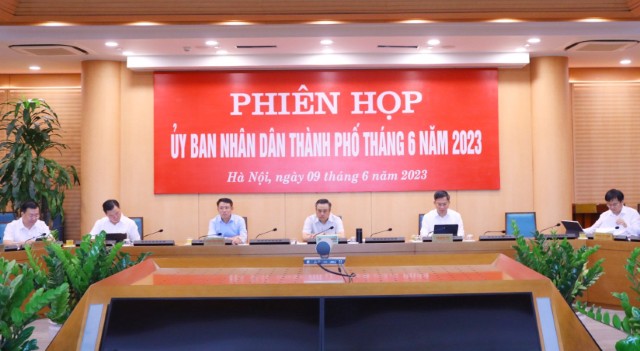 PHIÊN HỌP
ỦY BAN NHÂN DÂN THÀNH PHỐ THÁNG 6 NĂM 2023
Hà Nội, ngày 09 tháng 6 năm 2023